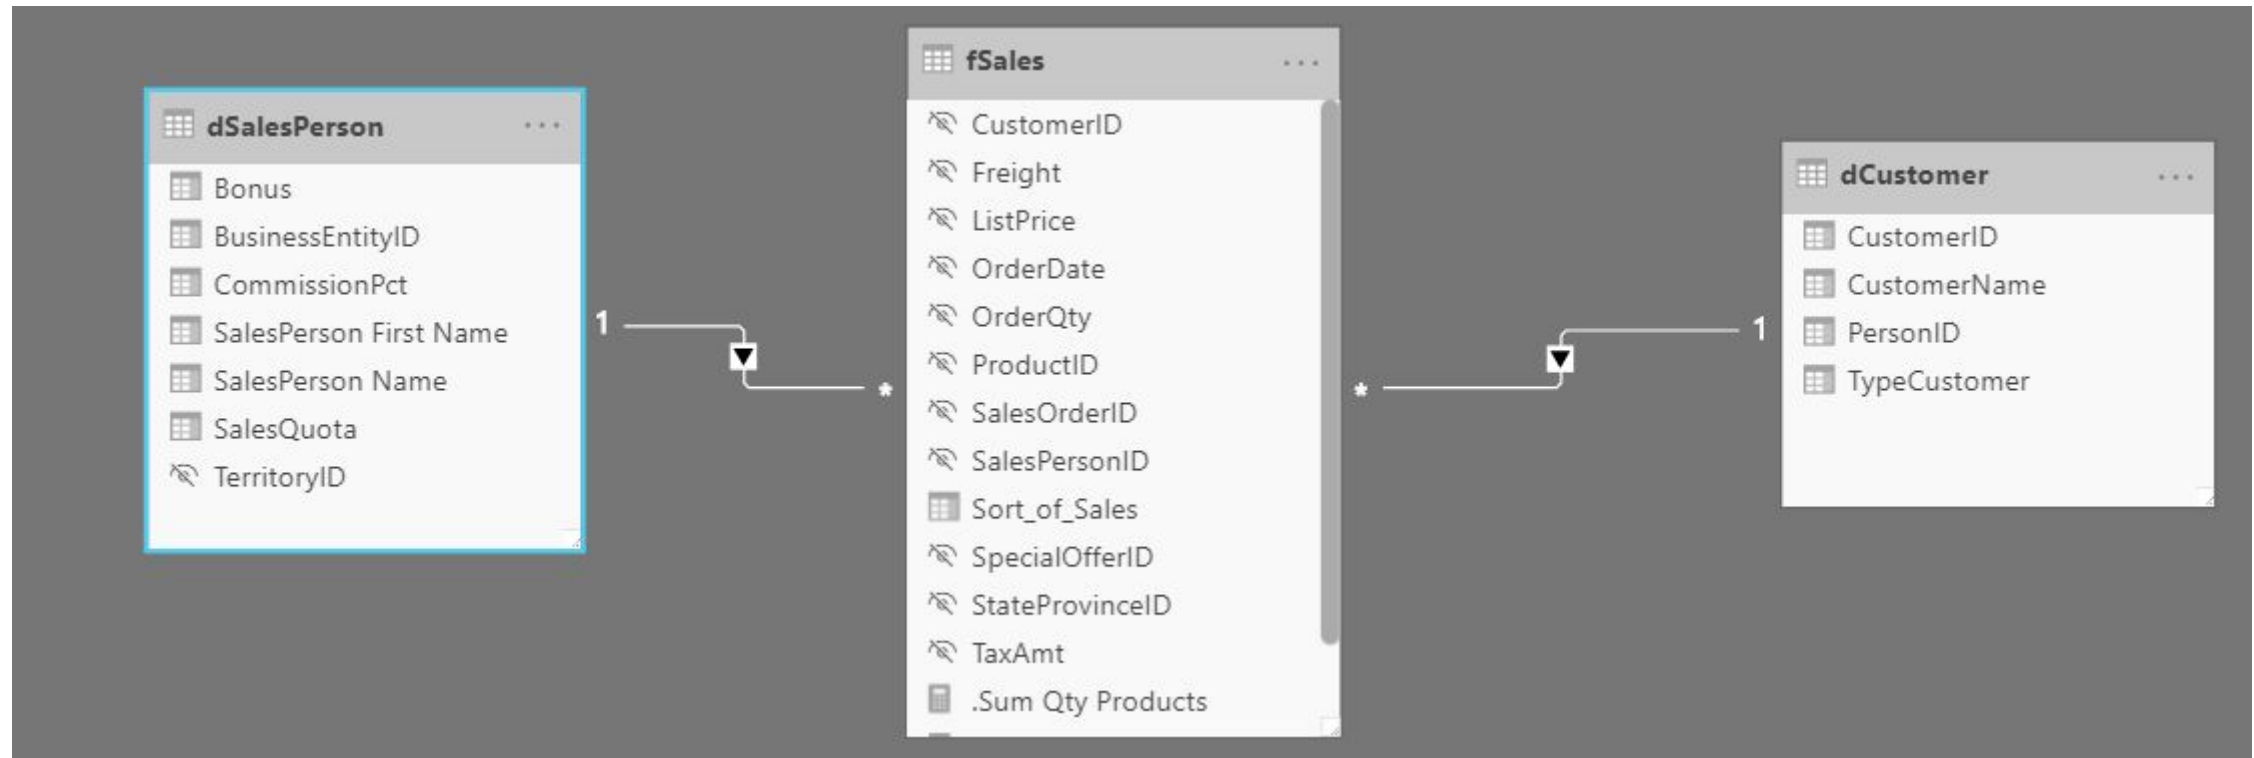 dSalesPerson
Bonus
BusinessEntityID
CommissionPct
SalesPerson First Name
SalesPerson Name
SalesQuota
TerritoryID
1
*
fSales
CustomerID
Freight
ListPrice
OrderDate
OrderQty
ProductID
SalesOrderID
SalesPersonID
Sort_of_Sales
SpecialOfferID
StateProvinceID
TaxAmt
.Sum Qty Products
*
1
dCustomer
CustomerID
CustomerName
PersonID
TypeCustomer